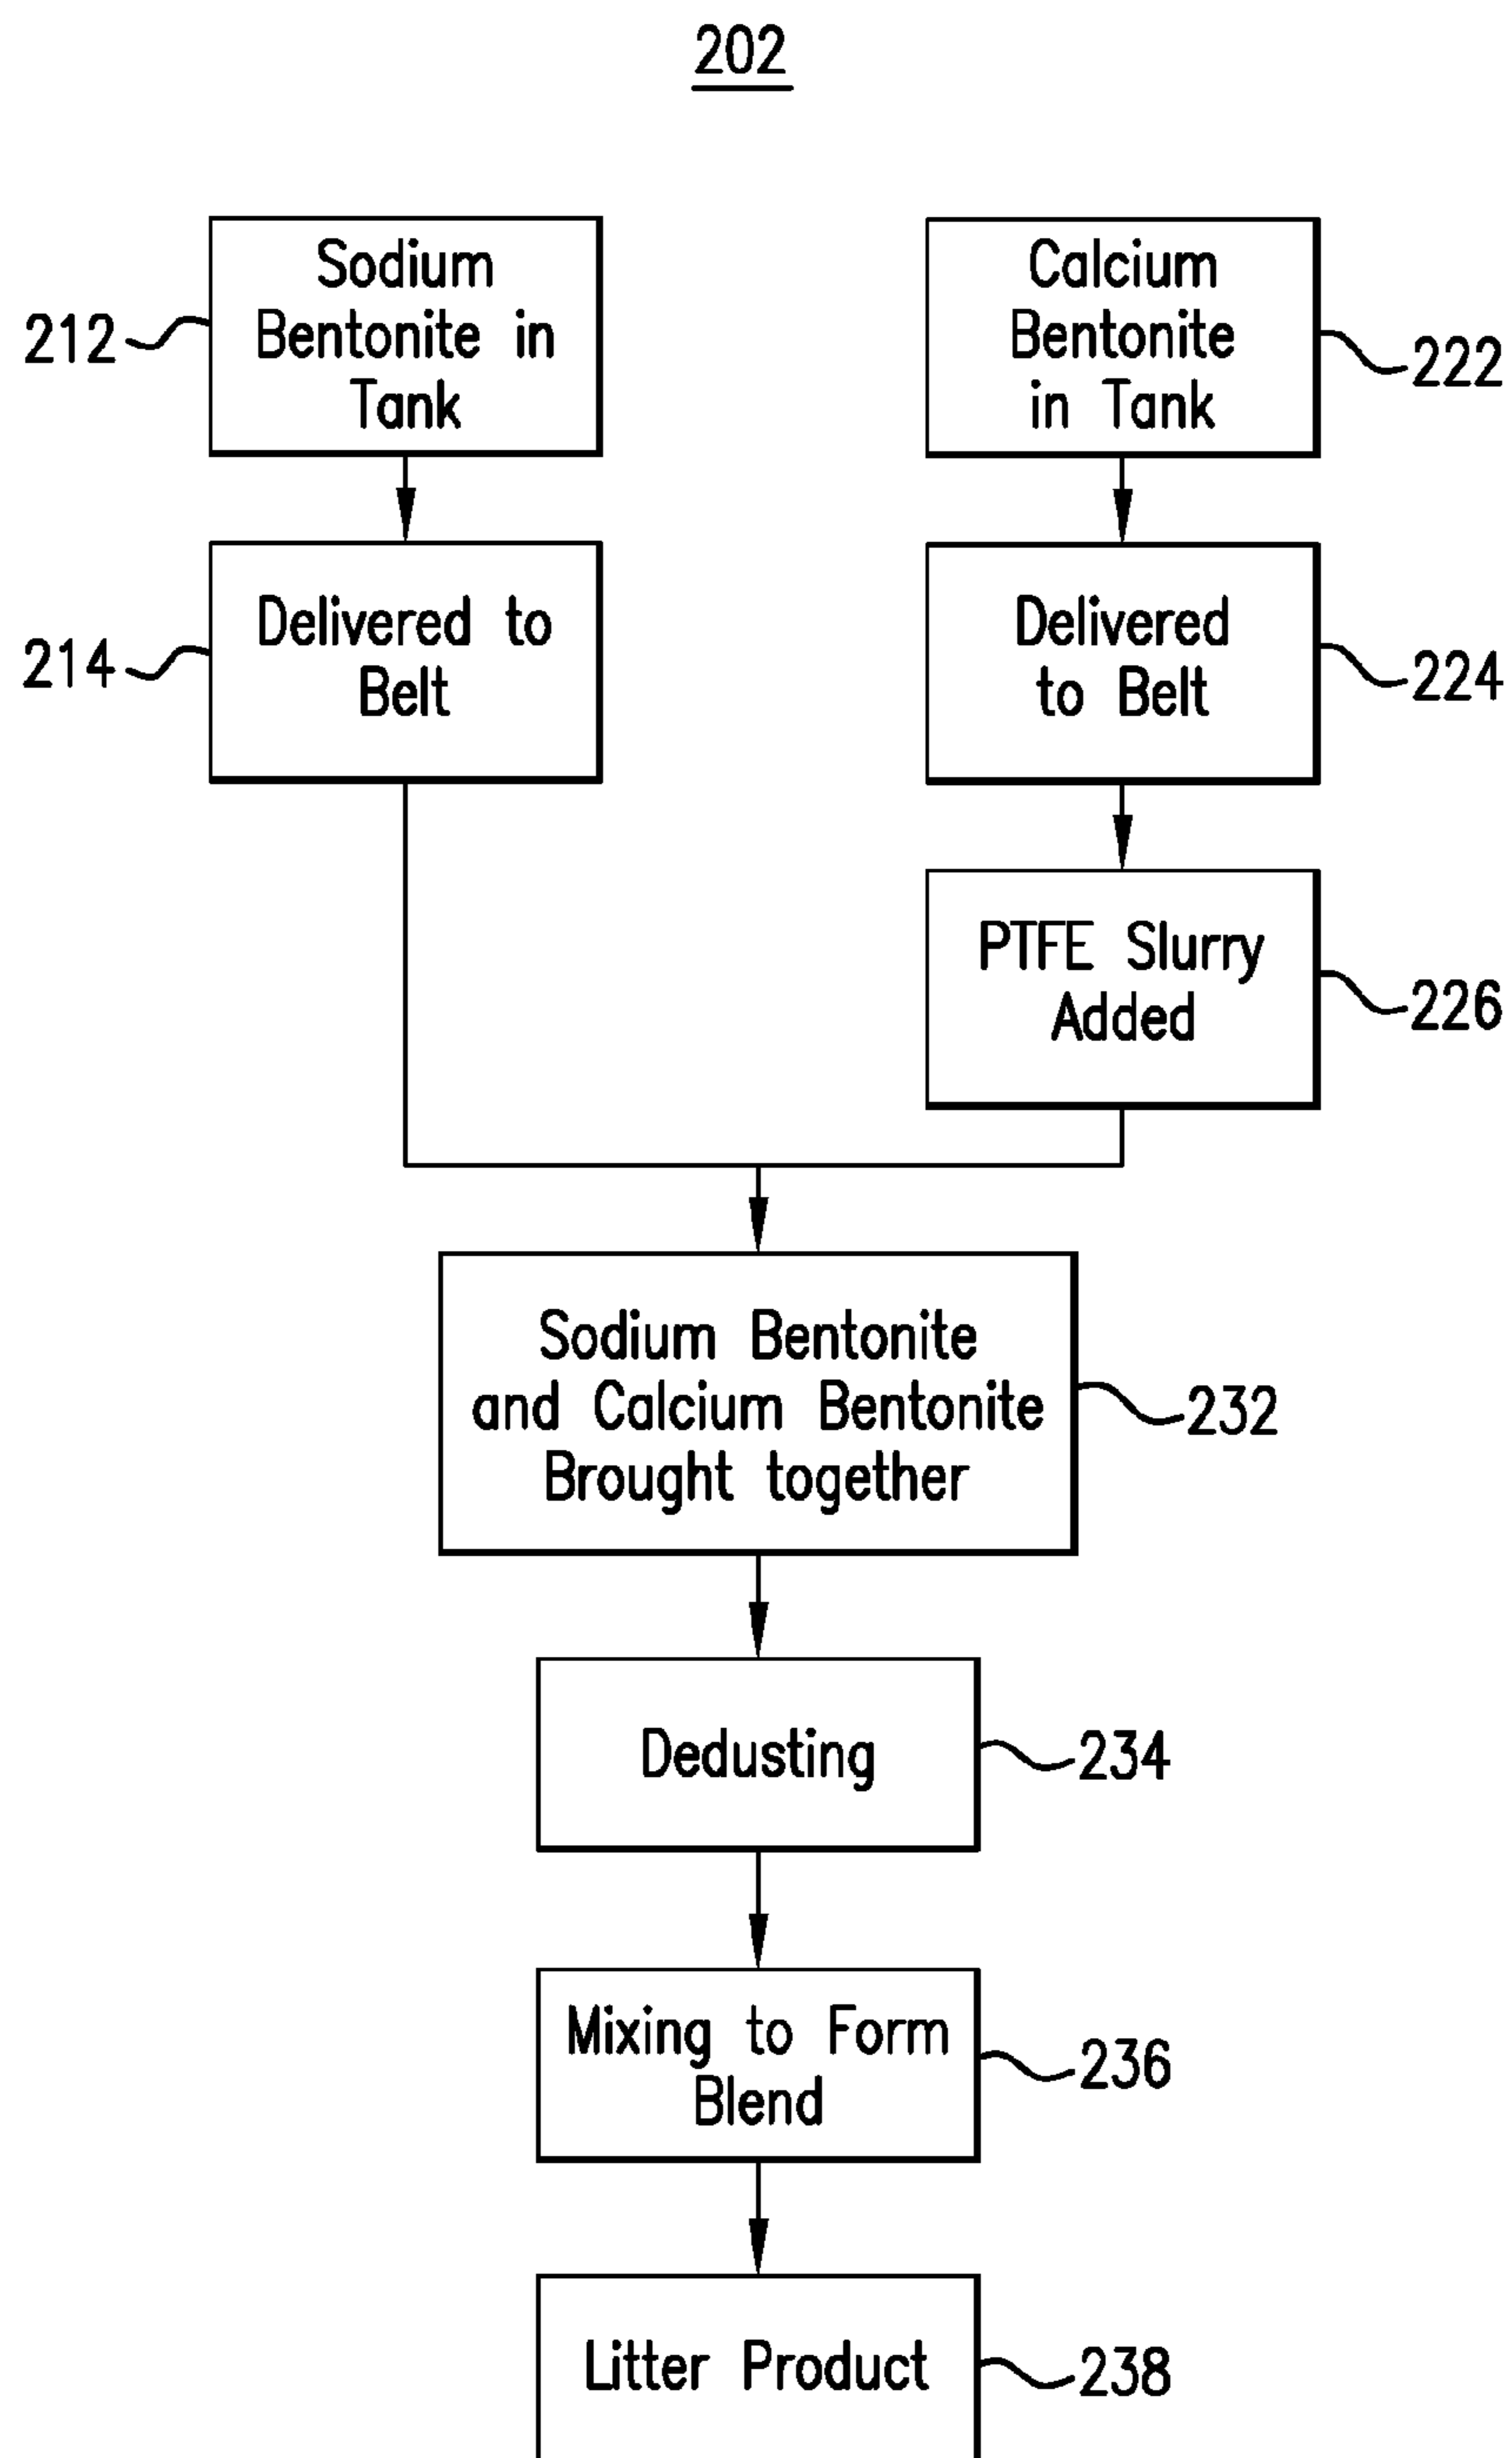 202
Sodium
Bentonite in
Tank
212
Calcium
Bentonite
in Tank
222
Delivered to
Belt
214
Delivered
to Belt
224
PTFE Slurry
Added
226
Sodium Bentonite
and Calcium Bentonite
Brought together
232
Dedusting
234
Mixing to Form
Blend
236
Litter Product
238